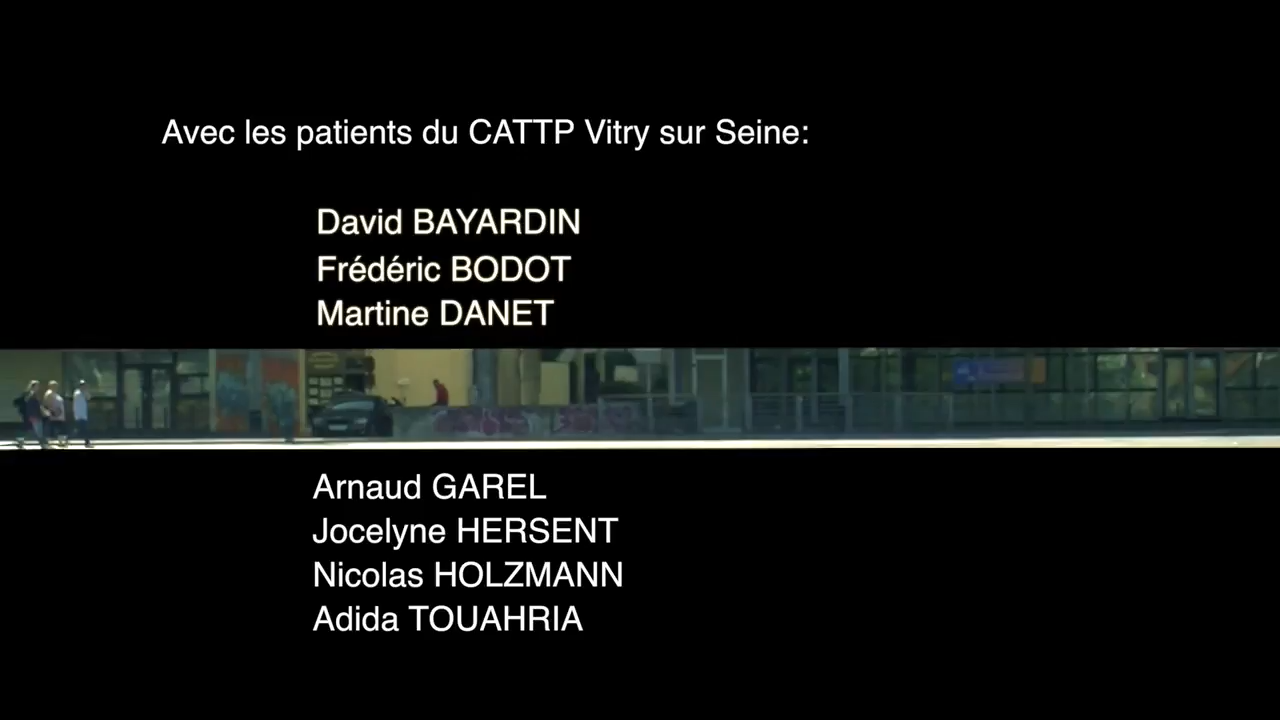 Avec les patients du CATTP Vitry sur Seine:
David BAYARDIN
Frédéric BODOT
Martine DANET
Arnaud GAREL
Jocelyne HERSENT
Nicolas HOLZMANN
Adida TOUAHRIA